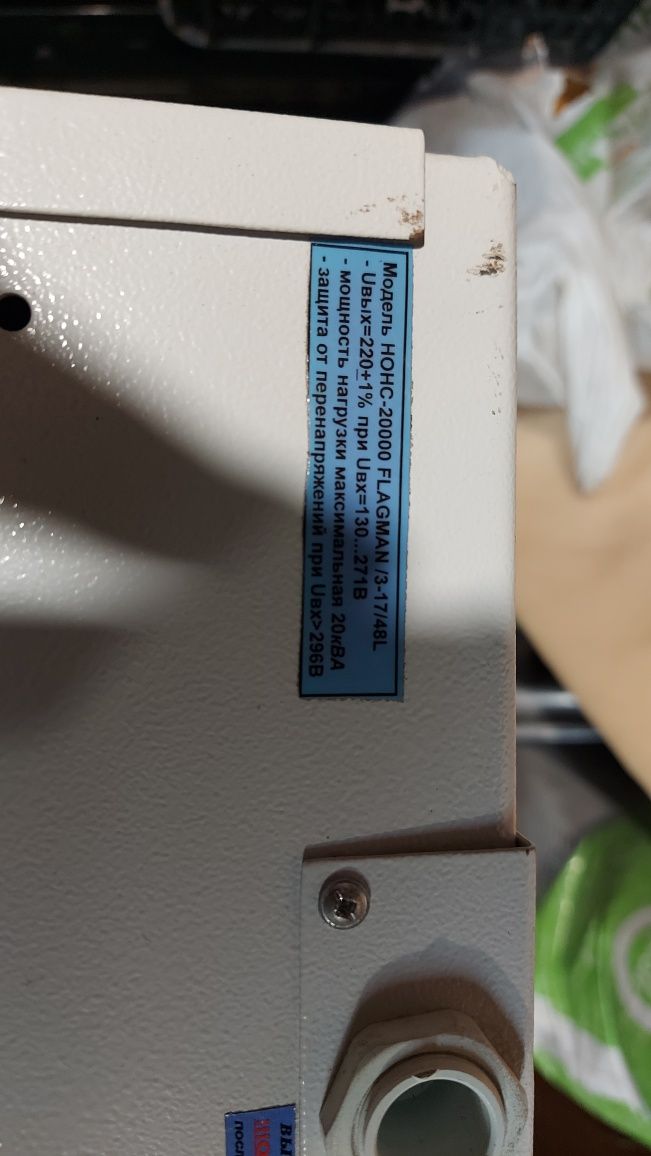 Модель НОНС-20000 FLAGMAN /3-17/48L
- Uвых=220±1% при Uвх=130...271В
- мощность нагрузки максимальная 20кВА
- защита от перенапряжений при Uвх>296В